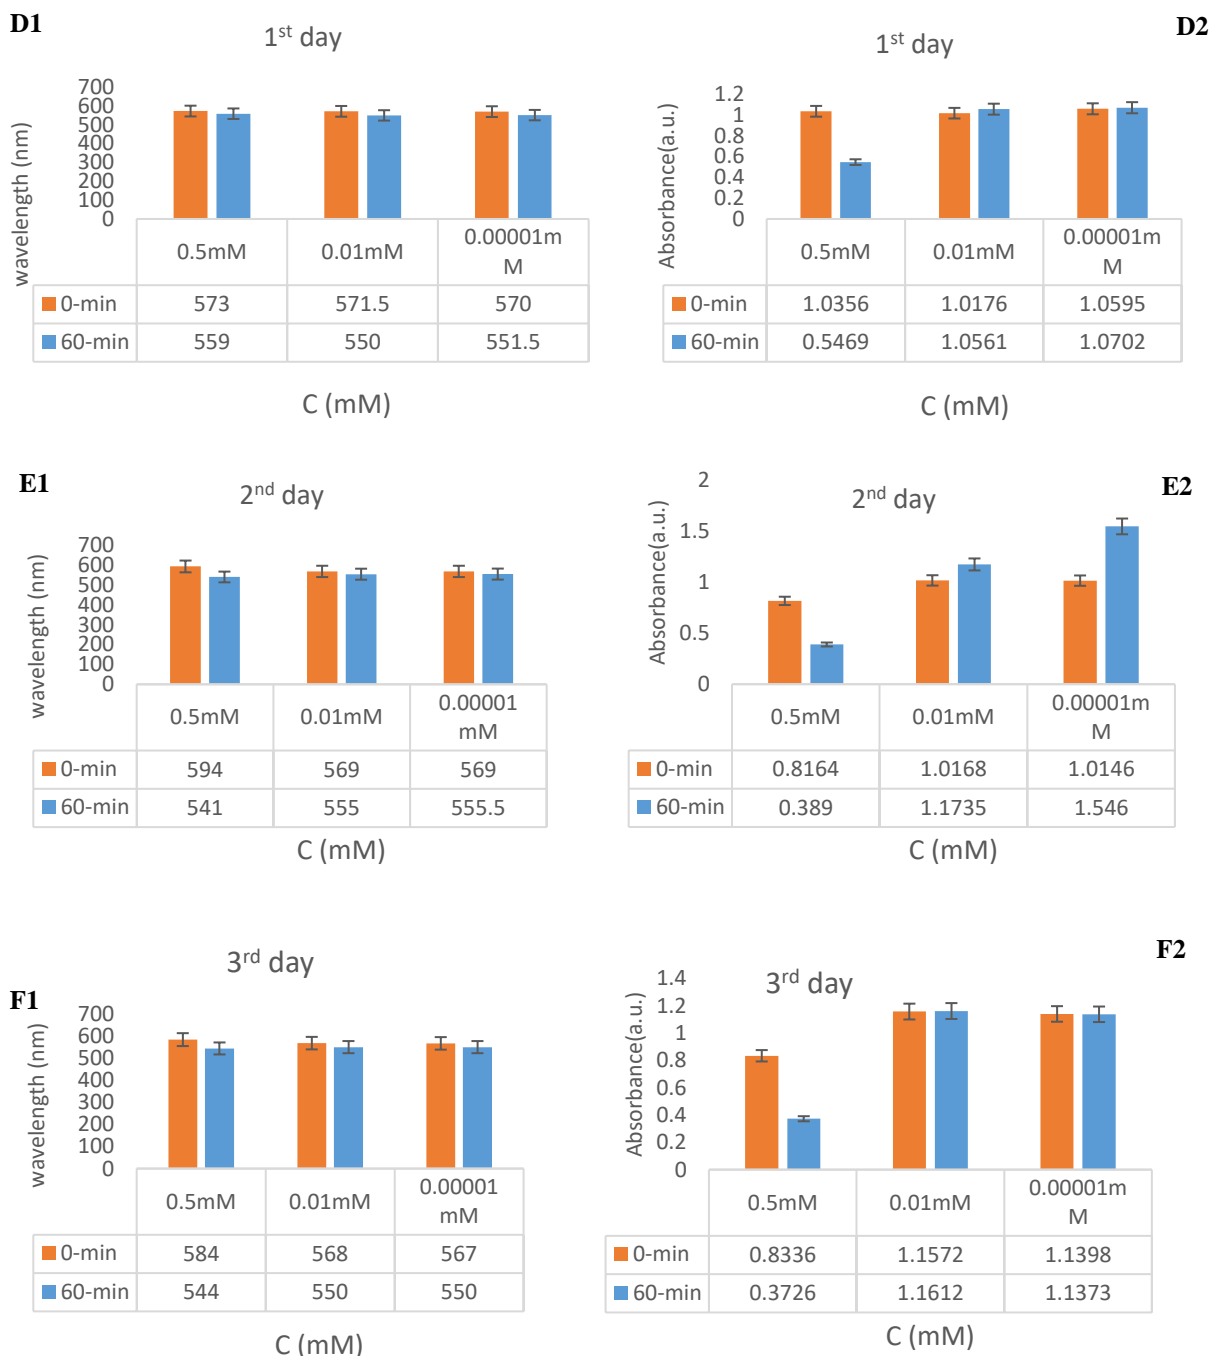 D1
1st day
wavelength (nm)
700
600
500
400
300
200
100
0
0.5mM 0.01mM 0.00001m
M
0-min 573 571.5 570
60-min 559 550 551.5
C (mM)
D2
1st day
Absorbance(a.u.)
1.2
1
0.8
0.6
0.4
0.2
0
0.5mM 0.01mM 0.00001m
M
0-min 1.0356 1.0176 1.0595
60-min 0.5469 1.0561 1.0702
C (mM)
E1
2nd day
wavelength (nm)
700
600
500
400
300
200
100
0
0.5mM 0.01mM 0.00001
mM
0-min 594 569 569
60-min 541 555 555.5
C (mM)
E2
2nd day
Absorbance(a.u.)
2
1.5
1
0.5
0
0.5mM 0.01mM 0.00001m
M
0-min 0.8164 1.0168 1.0146
60-min 0.389 1.1735 1.546
C (mM)
F1
3rd day
wavelength (nm)
700
600
500
400
300
200
100
0
0.5mM 0.01mM 0.00001
mM
0-min 584 568 567
60-min 544 550 550
C (mM)
F2
3rd day
Absorbance(a.u.)
1.4
1.2
1
0.8
0.6
0.4
0.2
0
0.5mM 0.01mM 0.00001m
M
0-min 0.8336 1.1572 1.1398
60-min 0.3726 1.1612 1.1373
C (mM)